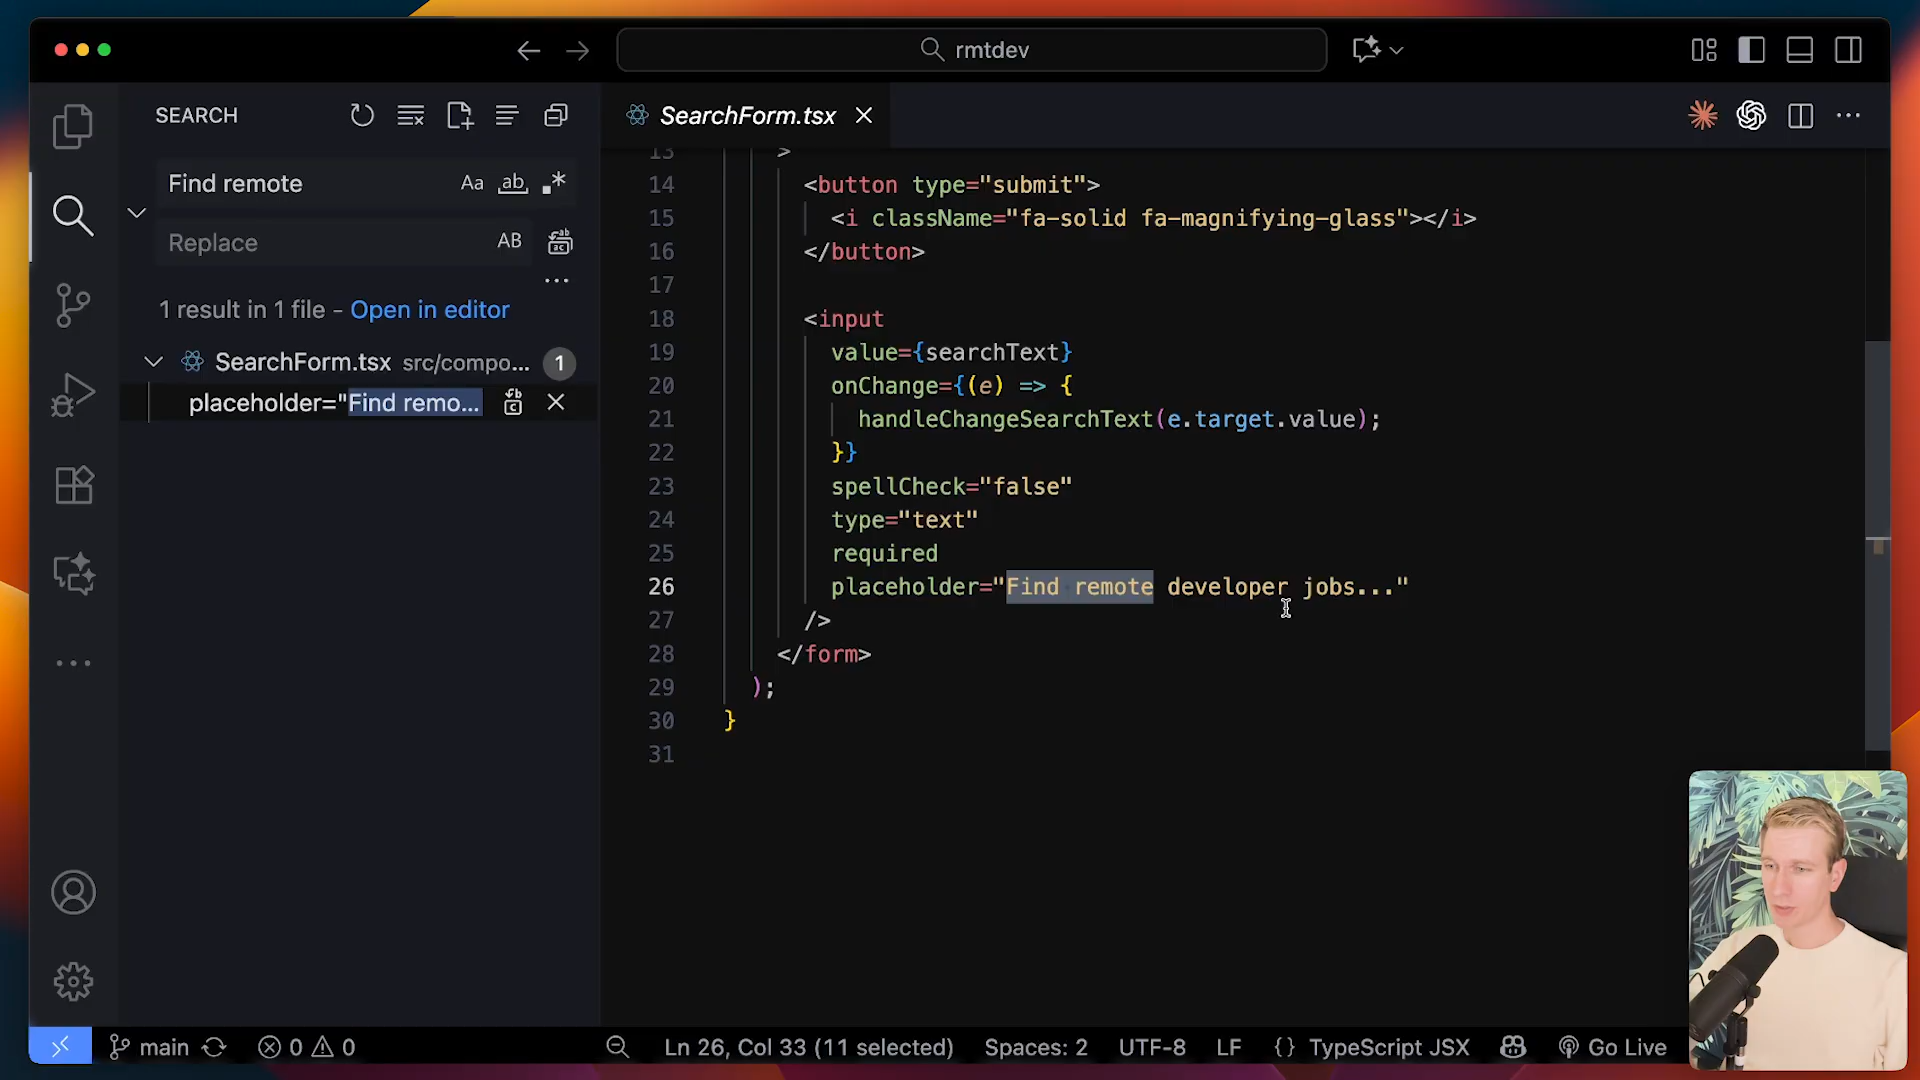 rmtdev
SEARCH
Find remote
Aa
ab
Replace
AB
1 result in 1 file - Open in editor
SearchForm.tsx src/compo... 1
placeholder="Find remo...
SearchForm.tsx
13 >
14 <button type="submit">
15 <i className="fa-solid fa-magnifying-glass"></i>
16 </button>
17
18 <input
19 value={searchText}
20 onChange={(e) => {
21 handleChangeSearchText(e.target.value);
22 }}
23 spellCheck="false"
24 type="text"
25 required
26 placeholder="Find remote developer jobs..."
27 />
28 </form>
29 );
30 }
31
main 0 0 Ln 26, Col 33 (11 selected) Spaces: 2 UTF-8 LF {} TypeScript JSX Go Live